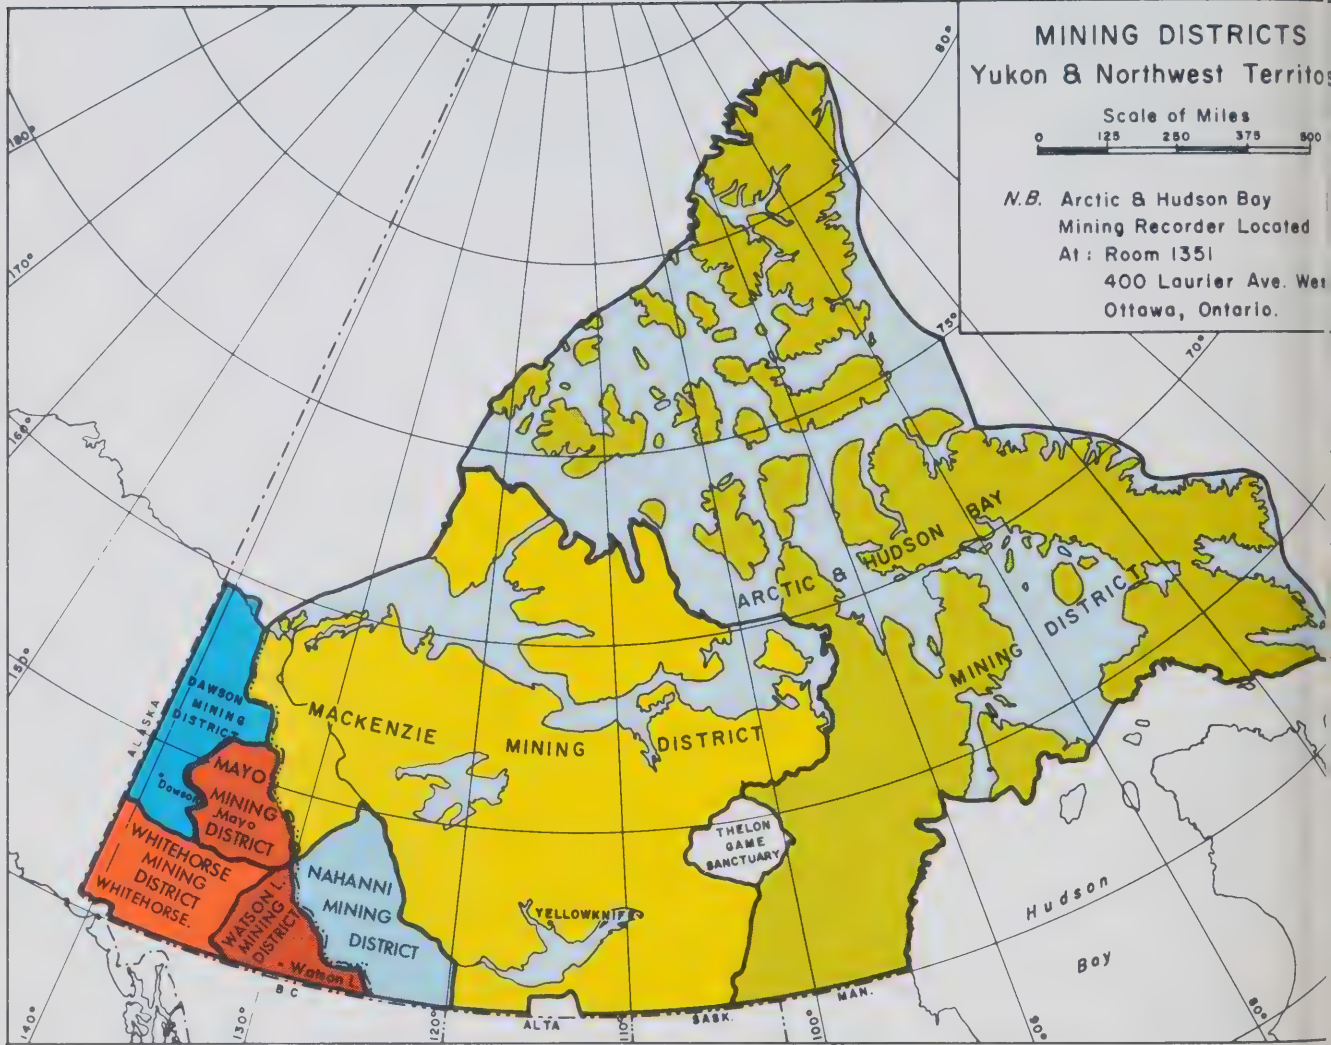 MINING DISTRICTS
Yukon & Northwest Territo
Scale of Miles
0 125 250 375 500
N.B. Arctic & Hudson Bay
Mining Recorder Located
At: Room 1351
400 Laurier Ave. Wes
Ottawa, Ontario.
80°
75°
70°
180°
170°
160°
150°
140°
130°
120°
110°
100°
90°
80°
ALASKA
DAWSON
MINING
DISTRICT
Dawson
MAYO
MINING
Mayo
DISTRICT
WHITEHORSE
MINING
DISTRICT
WHITEHORSE.
WATSON L.
MINING
DISTRICT
Watson L.
NAHANNI
MINING
DISTRICT
MACKENZIE MINING DISTRICT
YELLOWKNIFE
THELON
GAME
SANCTUARY
ARCTIC & HUDSON BAY
MINING DISTRICT
Hudson
Bay
B C
ALTA
SASK.
MAN.